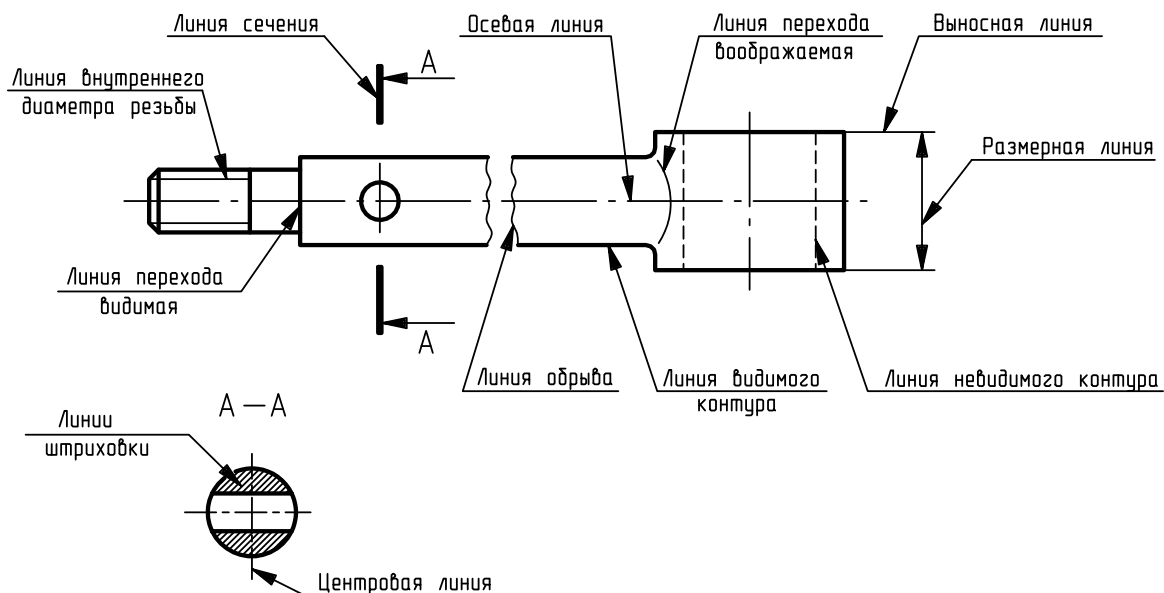 Линия сечения
Осевая линия
Линия перехода
воображаемая
Выносная линия
Линия внутреннего
диаметра резьбы
А
Размерная линия
Линия перехода
видимая
А
Линия обрыва
Линия видимого
контура
Линия невидимого контура
А — А
Линии
штриховки
Центровая линия